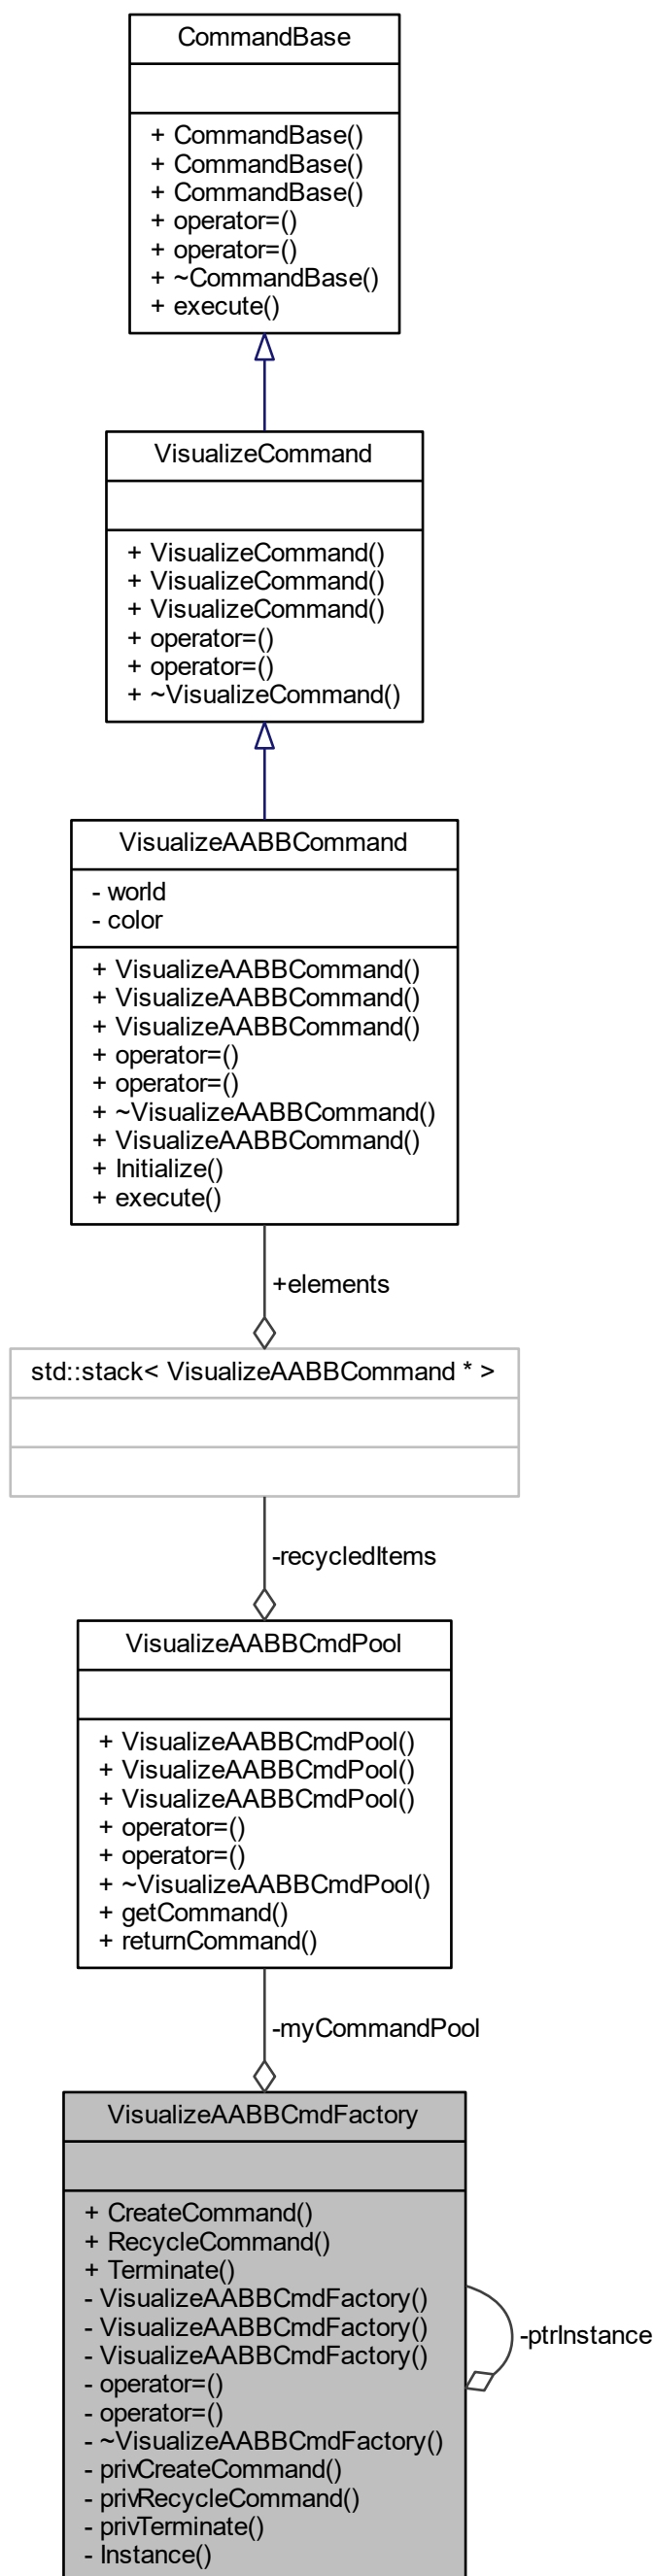 CommandBase
+ CommandBase()
+ CommandBase()
+ CommandBase()
+ operator=()
+ operator=()
+ ~CommandBase()
+ execute()
VisualizeCommand
+ VisualizeCommand()
+ VisualizeCommand()
+ VisualizeCommand()
+ operator=()
+ operator=()
+ ~VisualizeCommand()
VisualizeAABBCommand
- world
- color
+ VisualizeAABBCommand()
+ VisualizeAABBCommand()
+ VisualizeAABBCommand()
+ operator=()
+ operator=()
+ ~VisualizeAABBCommand()
+ VisualizeAABBCommand()
+ Initialize()
+ execute()
+elements
std::stack< VisualizeAABBCommand * >
-recycledItems
VisualizeAABBCmdPool
+ VisualizeAABBCmdPool()
+ VisualizeAABBCmdPool()
+ VisualizeAABBCmdPool()
+ operator=()
+ operator=()
+ ~VisualizeAABBCmdPool()
+ getCommand()
+ returnCommand()
-myCommandPool
VisualizeAABBCmdFactory
+ CreateCommand()
+ RecycleCommand()
+ Terminate()
- VisualizeAABBCmdFactory()
- VisualizeAABBCmdFactory()
- VisualizeAABBCmdFactory()
- operator=()
- operator=()
- ~VisualizeAABBCmdFactory()
- privCreateCommand()
- privRecycleCommand()
- privTerminate()
- Instance()
-ptrInstance